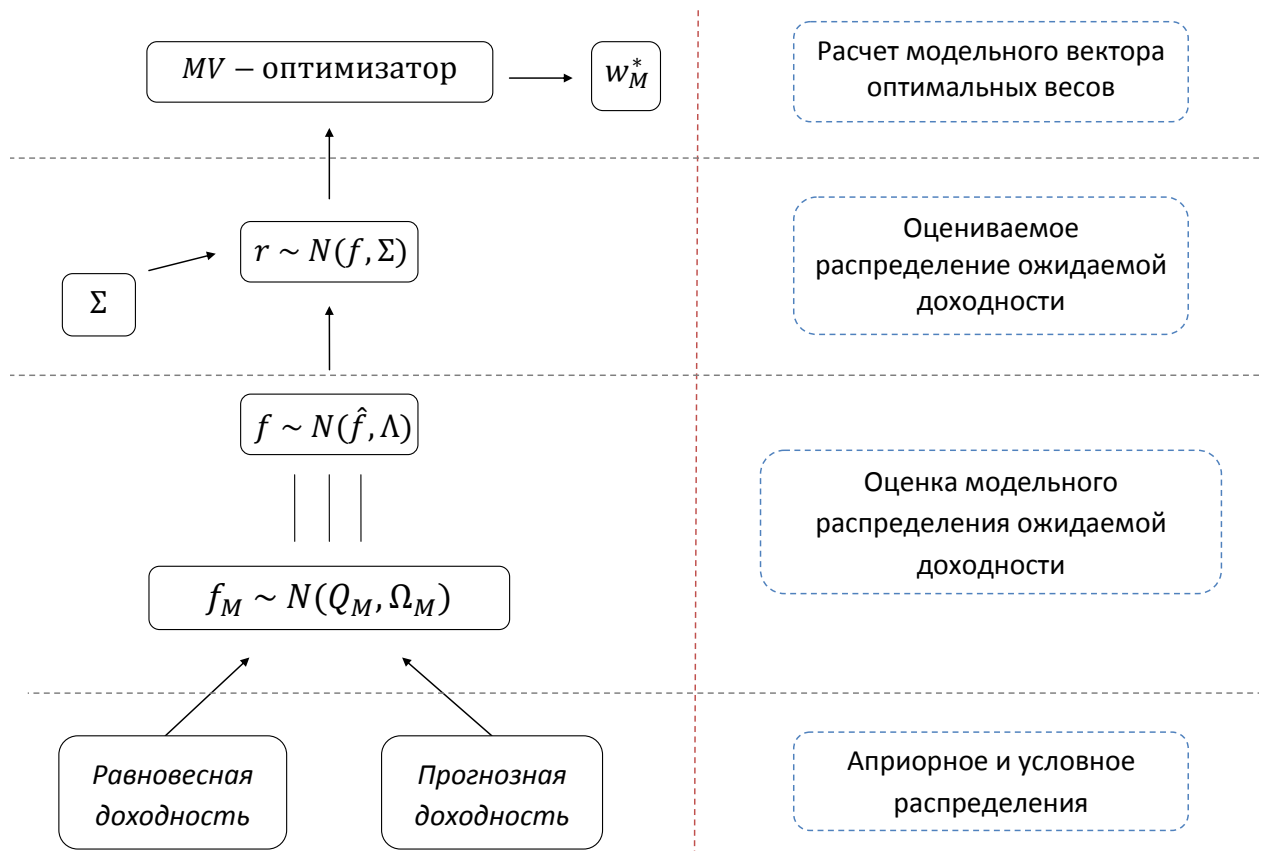 MV − оптимизатор
w*_M
Расчет модельного вектора
оптимальных весов
r ~ N(f, Σ)
Σ
Оцениваемое
распределение ожидаемой
доходности
f ~ N(f̂, Λ)
f_M ~ N(Q_M, Ω_M)
Оценка модельного
распределения ожидаемой
доходности
Равновесная
доходность
Прогнозная
доходность
Априорное и условное
распределения